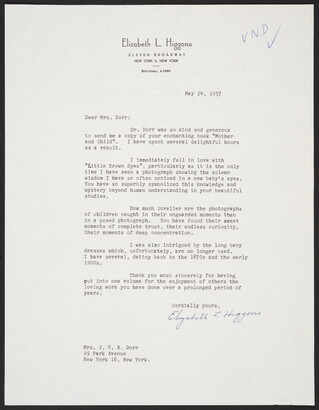 Elizabeth L. Higgons
ELEVEN BROADWAY
NEW YORK 4, NEW YORK
VND ✓
May 24, 1957
Dear Mrs. Dorr:
Dr. Dorr was so kind and generous
to send me a copy of your enchanting book "Mother
and Child". I have spent several delightful hours
as a result.
I immediately fell in love with
"Little Brown Eyes", particularly as it is the only
time I have seen a photograph showing the solemn
wisdom I have so often noticed in a new baby's eyes.
You have so superbly symbolized this knowledge and
mystery beyond human understanding in your beautiful
studies.
How much lovelier are the photographs
of children caught in their unguarded moments than
in a posed photograph. You have found their sweet
moments of complete trust, their endless curiosity,
their moments of deep concentration.
I was also intrigued by the long baby
dresses which, unfortunately, are no longer used.
I have several, dating back to the 1870s and the early
1900s.
Thank you most sincerely for having
put into one volume for the enjoyment of others the
loving work you have done over a prolonged period of
years.
Cordially yours,
Elizabeth L Higgons
Mrs. J. V. N. Dorr
99 Park Avenue
New York 16, New York.